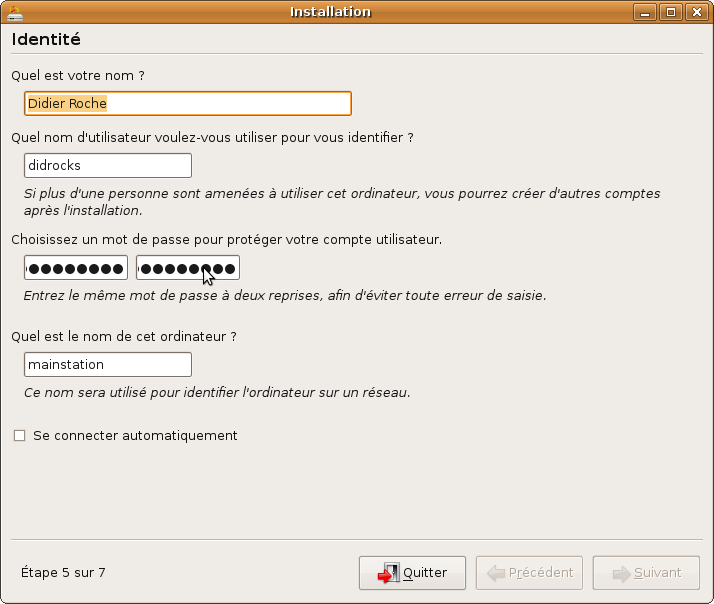 Installation
Identité
Quel est votre nom ?
Didier Roche
Quel nom d'utilisateur voulez-vous utiliser pour vous identifier ?
didrocks
Si plus d'une personne sont amenées à utiliser cet ordinateur, vous pourrez créer d'autres comptes
après l'installation.
Choisissez un mot de passe pour protéger votre compte utilisateur.
Entrez le même mot de passe à deux reprises, afin d'éviter toute erreur de saisie.
Quel est le nom de cet ordinateur ?
mainstation
Ce nom sera utilisé pour identifier l'ordinateur sur un réseau.
Se connecter automatiquement
Étape 5 sur 7 Quitter Précédent Suivant